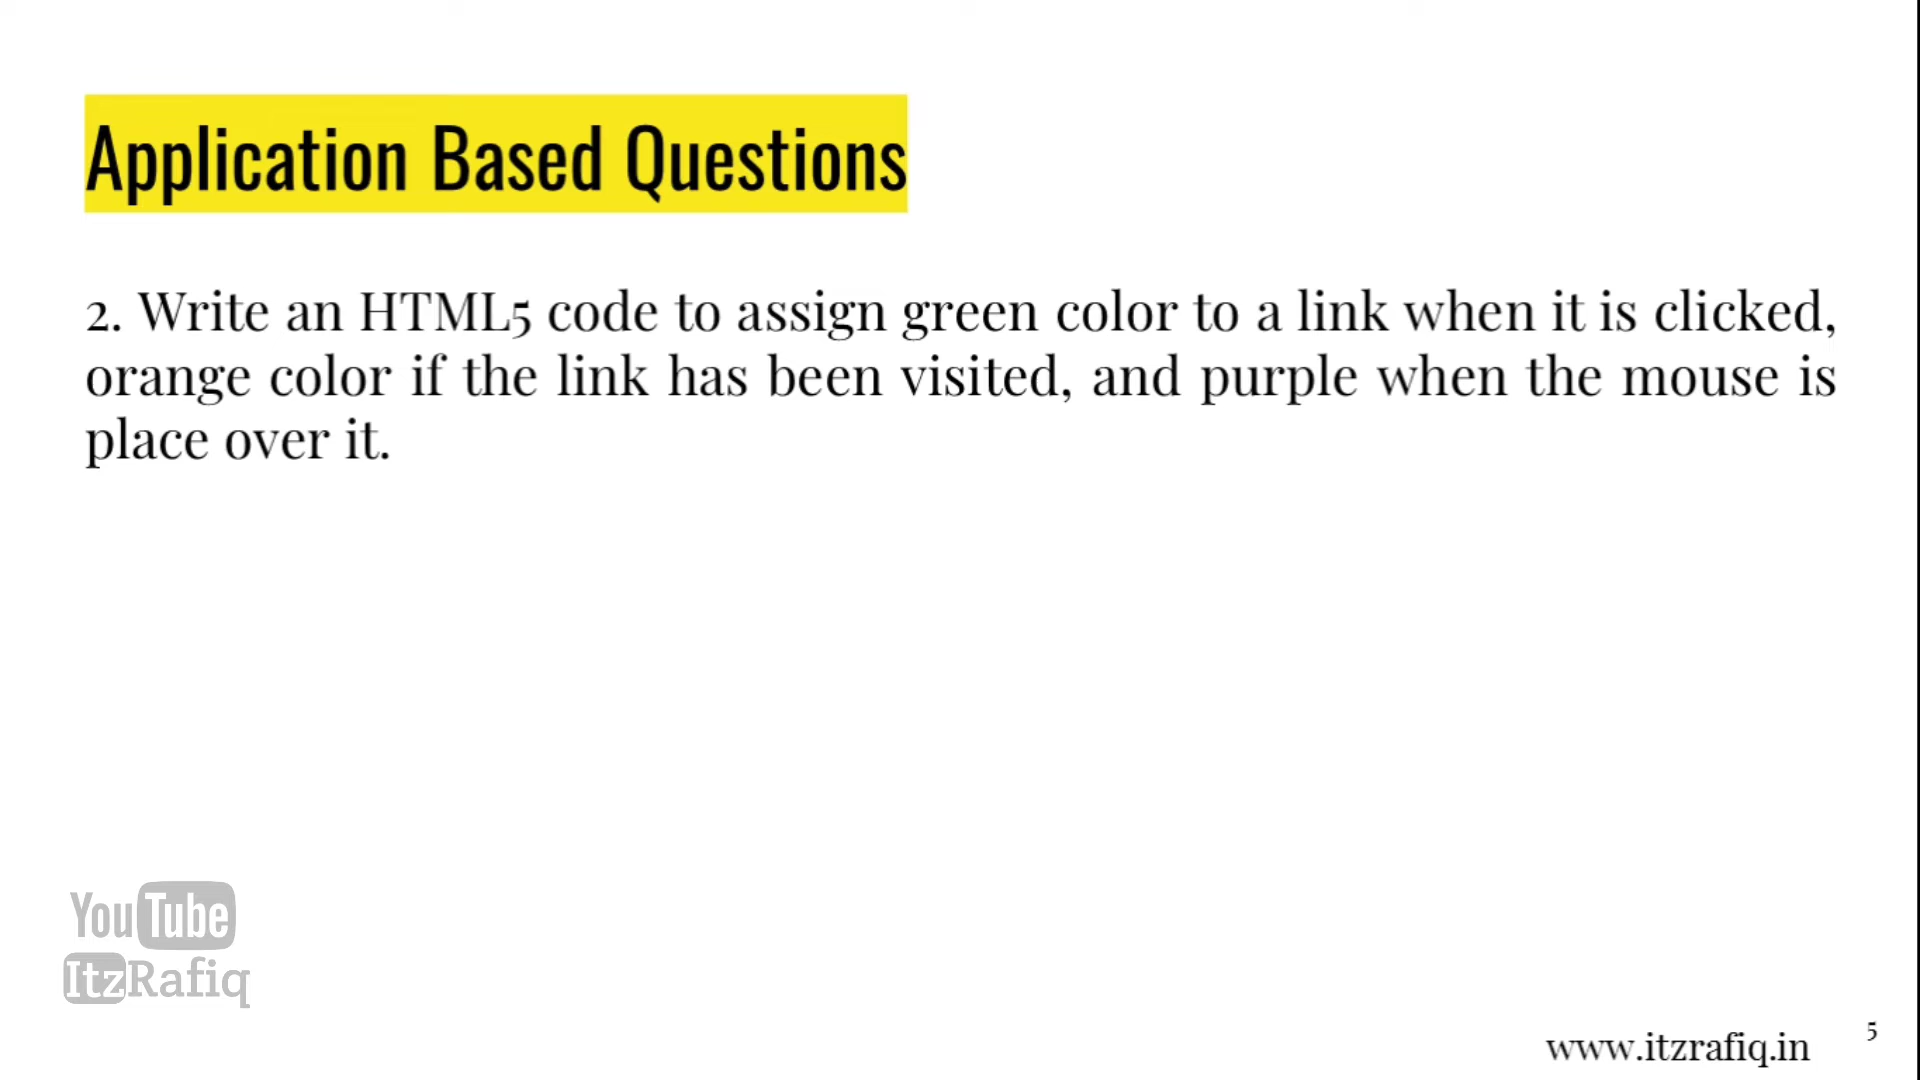 Application Based Questions
2. Write an HTML5 code to assign green color to a link when it is clicked,
orange color if the link has been visited, and purple when the mouse is
place over it.
YouTube
ItzRafiq
www.itzrafiq.in
5